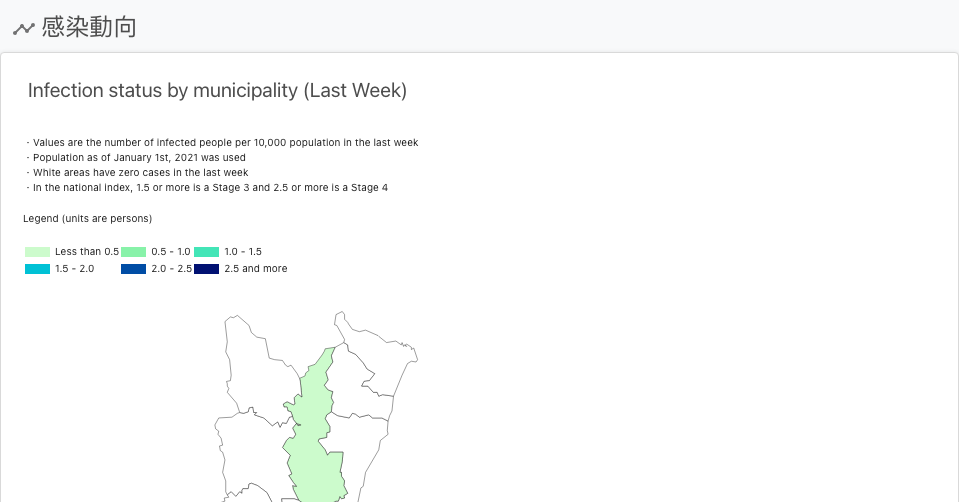 感染動向
Infection status by municipality (Last Week)
· Values are the number of infected people per 10,000 population in the last week
· Population as of January 1st, 2021 was used
· White areas have zero cases in the last week
· In the national index, 1.5 or more is a Stage 3 and 2.5 or more is a Stage 4
Legend (units are persons)
Less than 0.5 0.5 - 1.0 1.0 - 1.5
1.5 - 2.0 2.0 - 2.5 2.5 and more